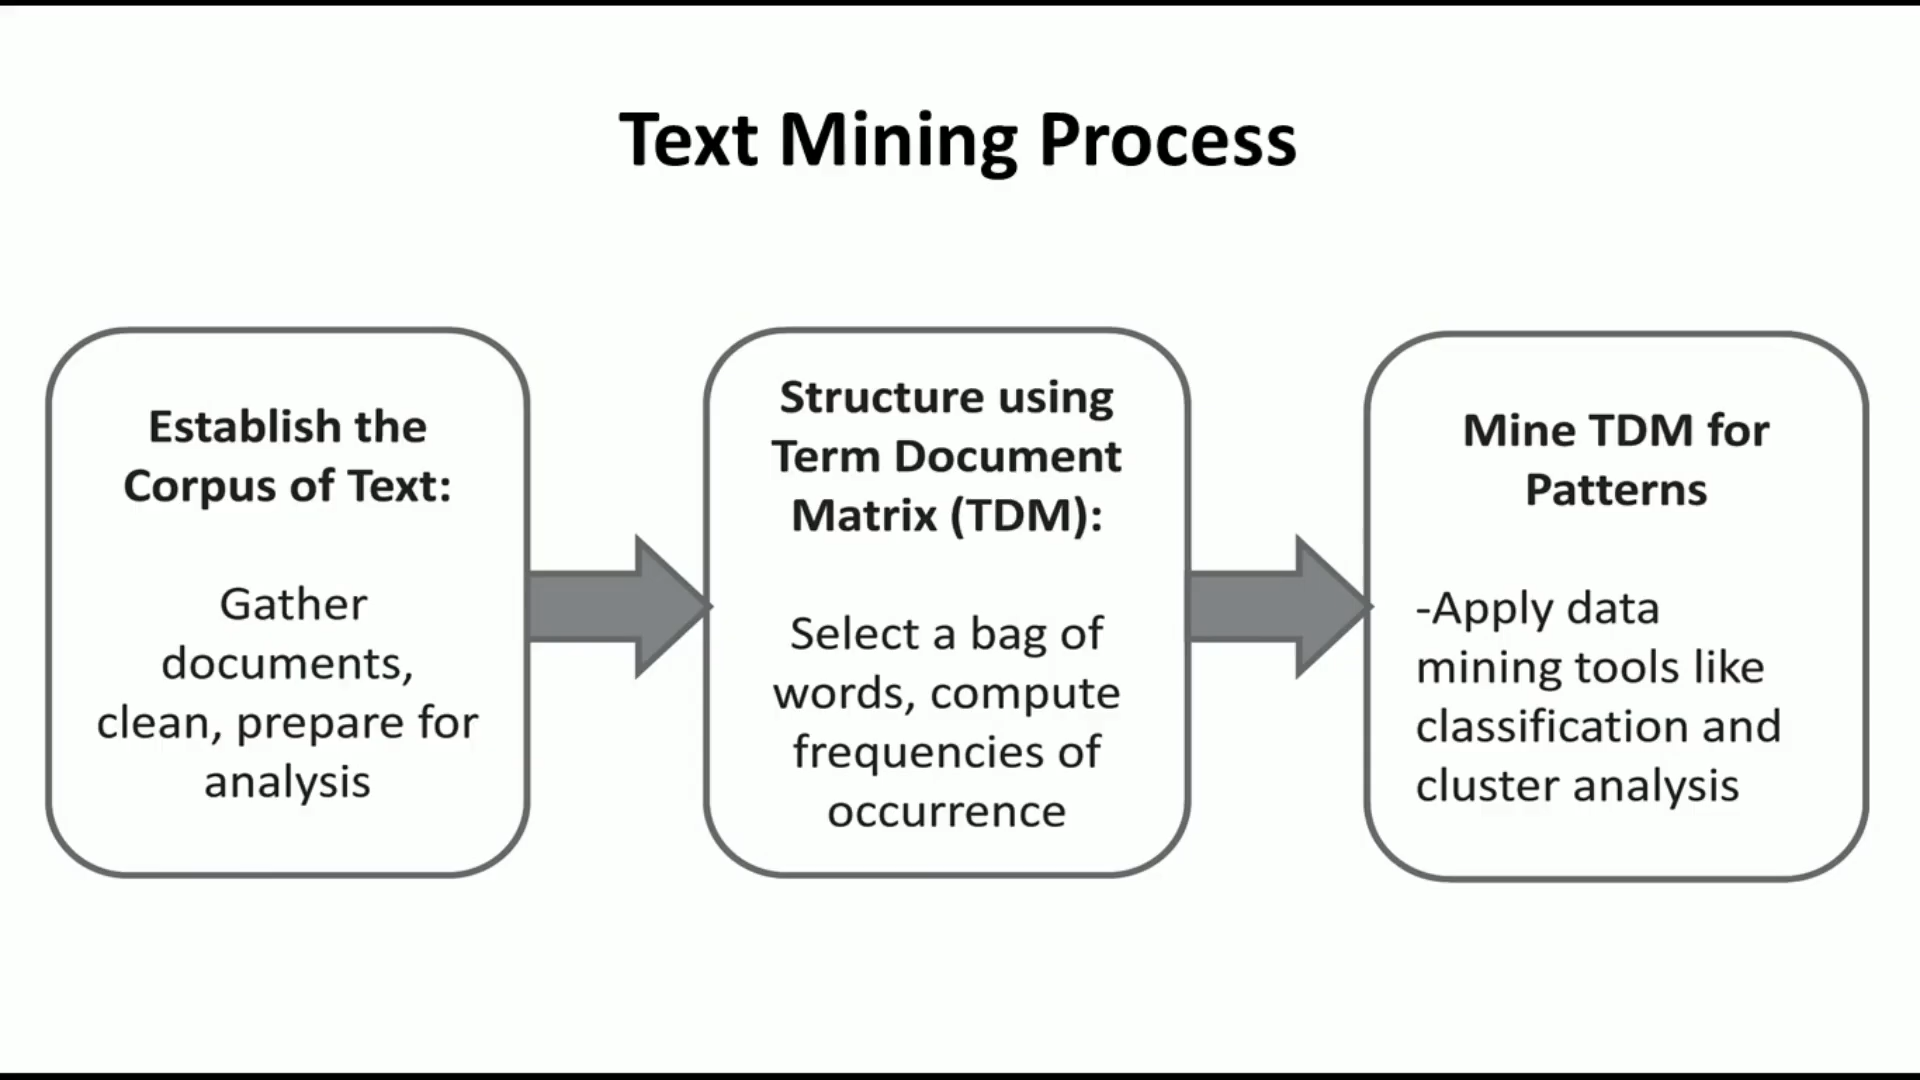 Text Mining Process
Establish the
Corpus of Text:
Gather
documents,
clean, prepare for
analysis
Structure using
Term Document
Matrix (TDM):
Select a bag of
words, compute
frequencies of
occurrence
Mine TDM for
Patterns
-Apply data
mining tools like
classification and
cluster analysis